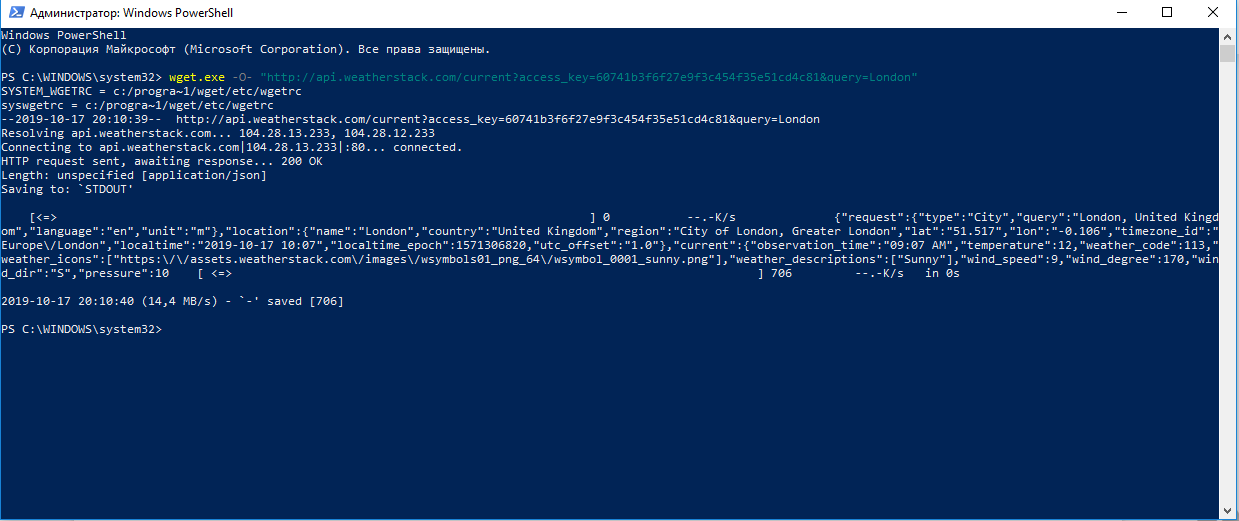 Администратор: Windows PowerShell
Windows PowerShell
(C) Корпорация Майкрософт (Microsoft Corporation). Все права защищены.
PS C:\WINDOWS\system32> wget.exe -O- "http://api.weatherstack.com/current?access_key=60741b3f6f27e9f3c454f35e51cd4c81&query=London"
SYSTEM_WGETRC = c:/progra~1/wget/etc/wgetrc
syswgetrc = c:/progra~1/wget/etc/wgetrc
--2019-10-17 20:10:39--  http://api.weatherstack.com/current?access_key=60741b3f6f27e9f3c454f35e51cd4c81&query=London
Resolving api.weatherstack.com... 104.28.13.233, 104.28.12.233
Connecting to api.weatherstack.com|104.28.13.233|:80... connected.
HTTP request sent, awaiting response... 200 OK
Length: unspecified [application/json]
Saving to: `STDOUT'
[<=> ] 0 --.-K/s {"request":{"type":"City","query":"London, United Kingd
om","language":"en","unit":"m"},"location":{"name":"London","country":"United Kingdom","region":"City of London, Greater London","lat":"51.517","lon":"-0.106","timezone_id":"
Europe\/London","localtime":"2019-10-17 10:07","localtime_epoch":1571306820,"utc_offset":"1.0"},"current":{"observation_time":"09:07 AM","temperature":12,"weather_code":113,"
weather_icons":["https:\/\/assets.weatherstack.com\/images\/wsymbols01_png_64\/wsymbol_0001_sunny.png"],"weather_descriptions":["Sunny"],"wind_speed":9,"wind_degree":170,"win
d_dir":"S","pressure":10 [ <=> ] 706 --.-K/s in 0s
2019-10-17 20:10:40 (14,4 MB/s) - `-' saved [706]
PS C:\WINDOWS\system32>